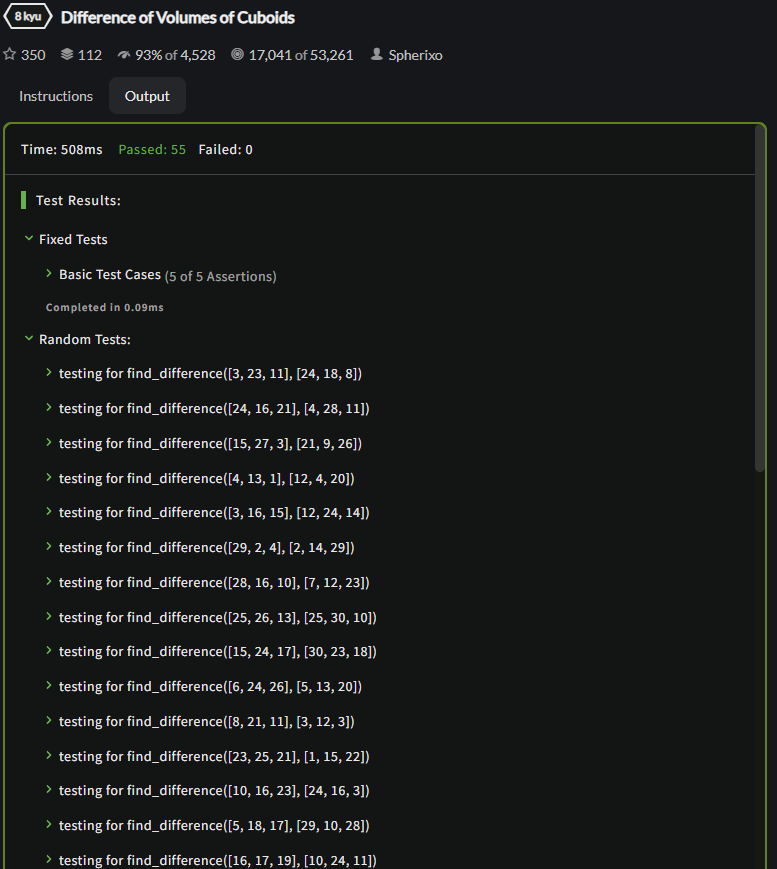 8 kyu Difference of Volumes of Cuboids
350 112 93% of 4,528 17,041 of 53,261 Spherixo
Instructions Output
Time: 508ms Passed: 55 Failed: 0
Test Results:
Fixed Tests
Basic Test Cases (5 of 5 Assertions)
Completed in 0.09ms
Random Tests:
testing for find_difference([3, 23, 11], [24, 18, 8])
testing for find_difference([24, 16, 21], [4, 28, 11])
testing for find_difference([15, 27, 3], [21, 9, 26])
testing for find_difference([4, 13, 1], [12, 4, 20])
testing for find_difference([3, 16, 15], [12, 24, 14])
testing for find_difference([29, 2, 4], [2, 14, 29])
testing for find_difference([28, 16, 10], [7, 12, 23])
testing for find_difference([25, 26, 13], [25, 30, 10])
testing for find_difference([15, 24, 17], [30, 23, 18])
testing for find_difference([6, 24, 26], [5, 13, 20])
testing for find_difference([8, 21, 11], [3, 12, 3])
testing for find_difference([23, 25, 21], [1, 15, 22])
testing for find_difference([10, 16, 23], [24, 16, 3])
testing for find_difference([5, 18, 17], [29, 10, 28])
testing for find_difference([16, 17, 19], [10, 24, 11])